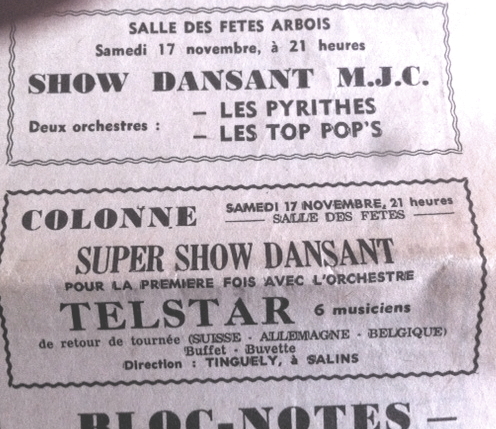 SALLE DES FETES ARBOIS
Samedi 17 novembre, à 21 heures
SHOW DANSANT M.J.C.
Deux orchestres :
— LES PYRITHES
— LES TOP POP'S
COLONNE
SAMEDI 17 NOVEMBRE, 21 heures
SALLE DES FETES
SUPER SHOW DANSANT
POUR LA PREMIERE FOIS AVEC L'ORCHESTRE
TELSTAR 6 musiciens
de retour de tournée (SUISSE - ALLEMAGNE - BELGIQUE)
Buffet - Buvette
Direction : TINGUELY, à SALINS
BLOC-NOTES —